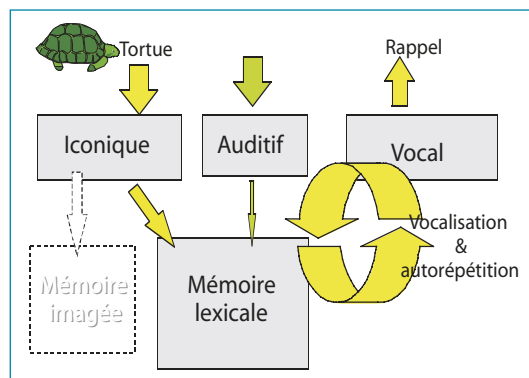 Tortue
Rappel
Iconique
Auditif
Vocal
Vocalisation
&
autorépétition
Mémoire
imagée
Mémoire
lexicale